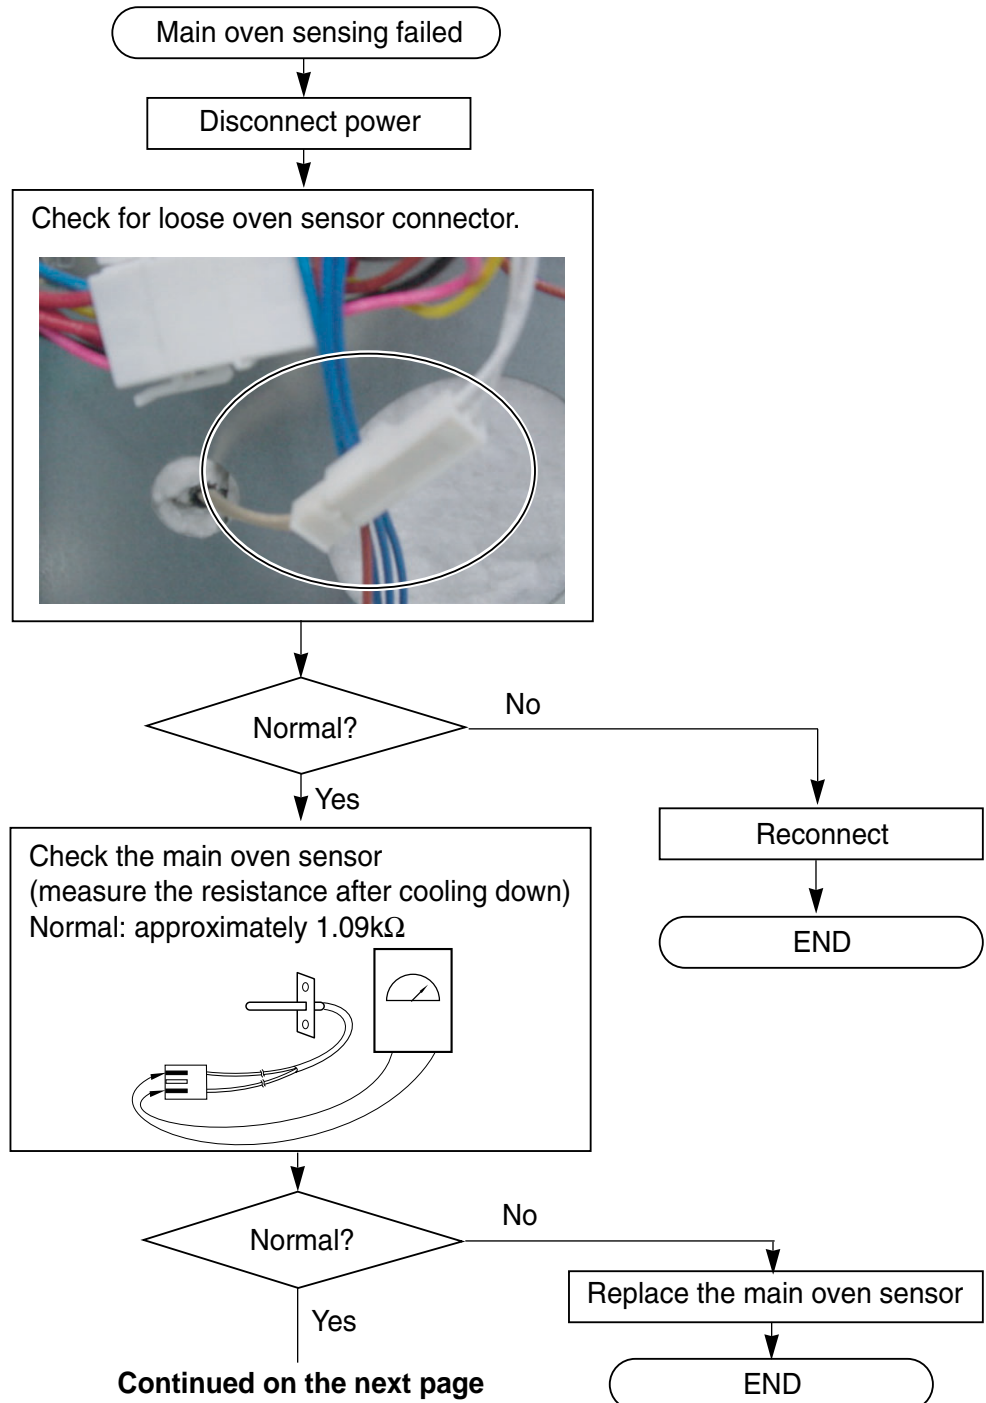 Main oven sensing failed
Disconnect power
Check for loose oven sensor connector.
Normal?
No
Yes
Reconnect
END
Check the main oven sensor
(measure the resistance after cooling down)
Normal: approximately 1.09kΩ
Normal?
No
Yes
Replace the main oven sensor
END
Continued on the next page